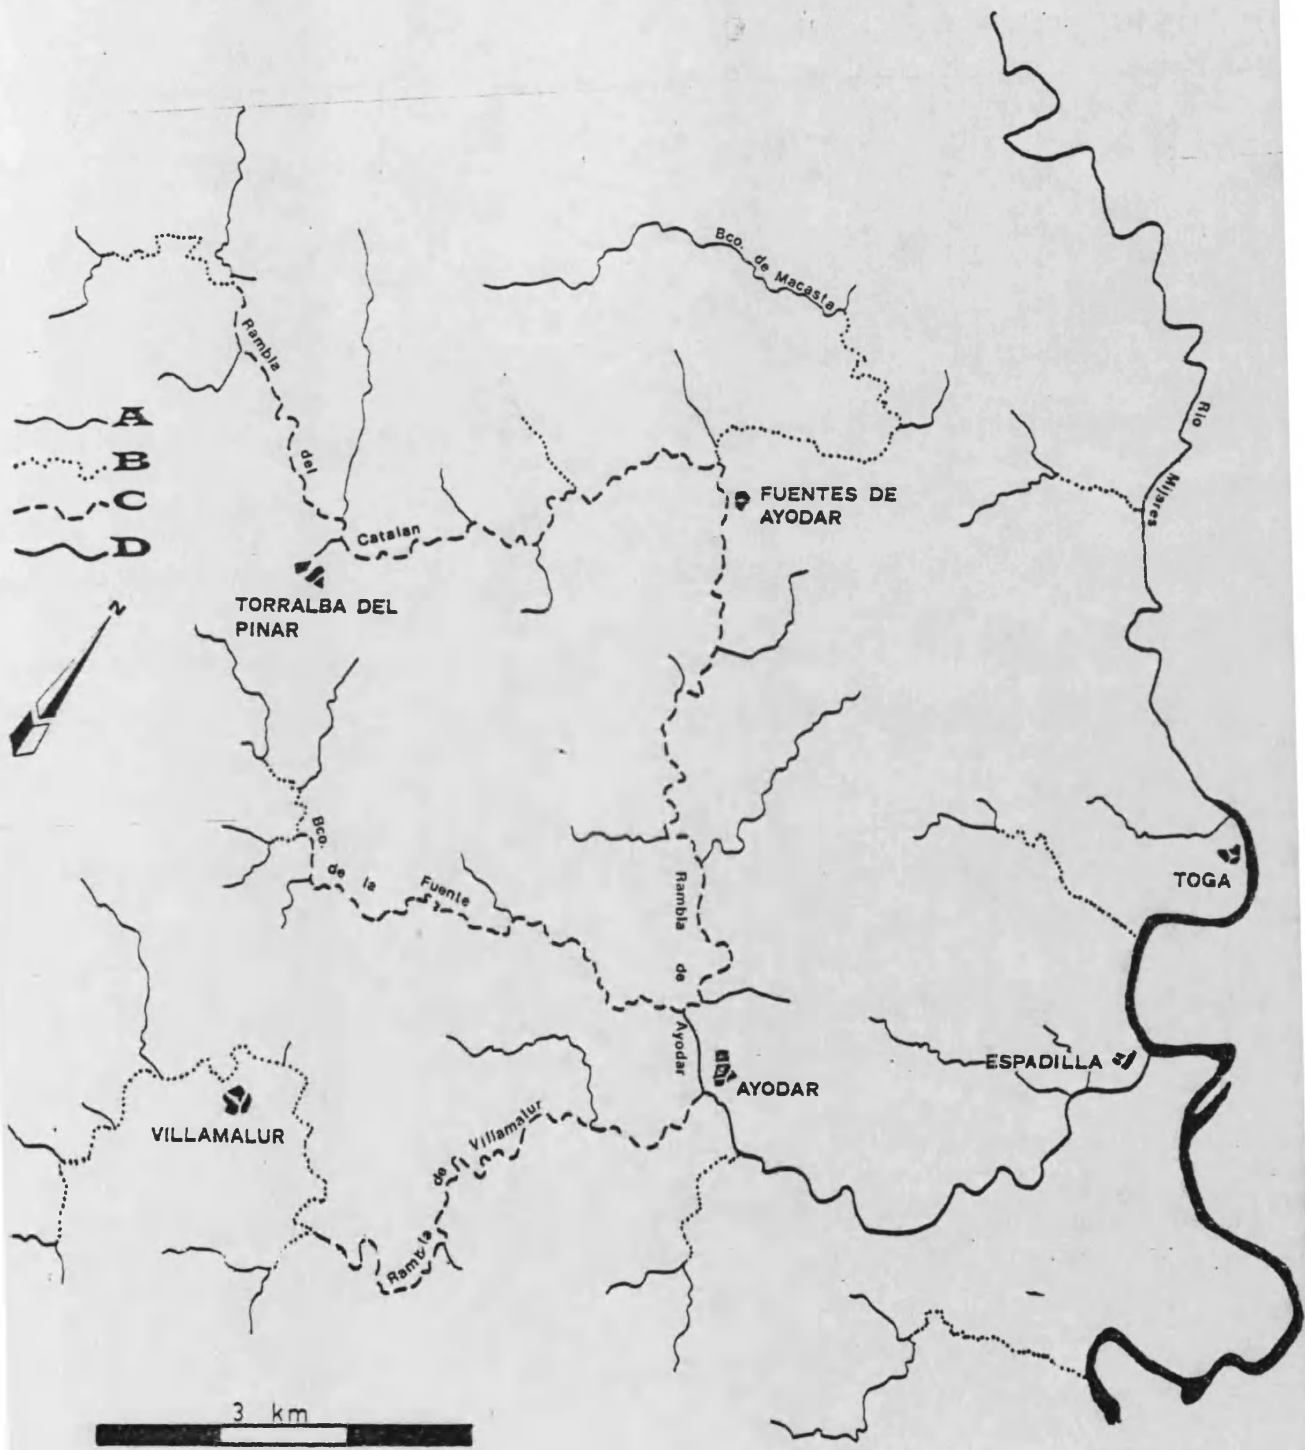 Bco. de Macasta
Rambla del Catalan
Rio Mijares
A
B
C
D
FUENTES DE
AYODAR
N
TORRALBA DEL
PINAR
Bco. de la Fuente
Rambla de Ayodar
TOGA
ESPADILLA
AYODAR
VILLAMALUR
Rambla de Villamalur
3 km